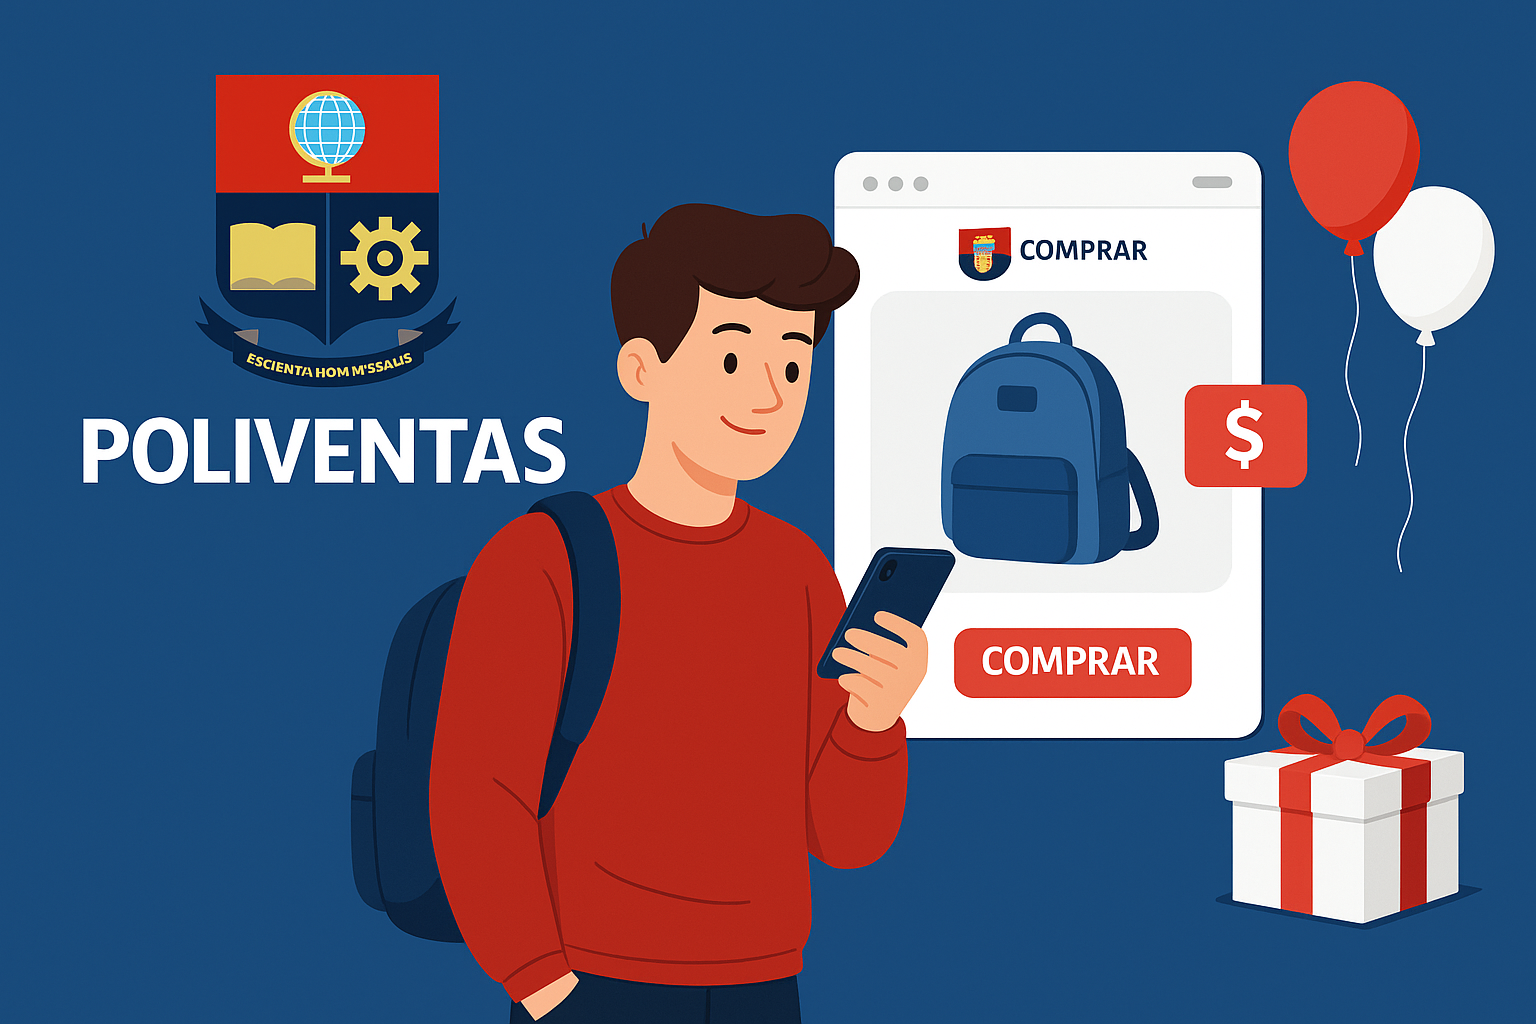 ESCIENTA HOM M'SSALIS
POLIVENTAS
COMPRAR
$
COMPRAR